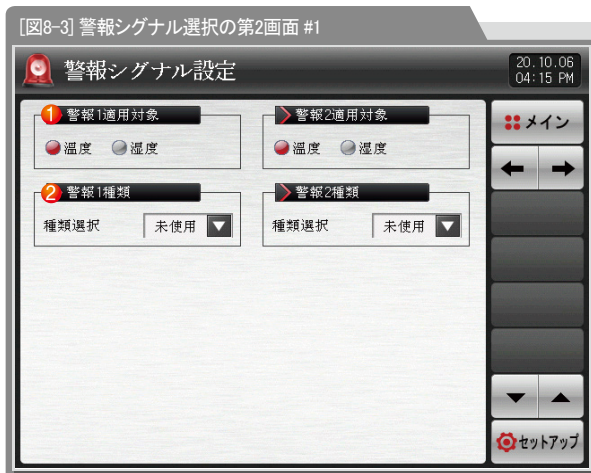 [図8-3] 警報シグナル選択の第2画面 #1
警報シグナル設定
20.10.06
04:15 PM
1 警報1適用対象
温度 湿度
警報2適用対象
温度 湿度
2 警報1種類
種類選択 未使用
警報2種類
種類選択 未使用
メイン
セットアップ